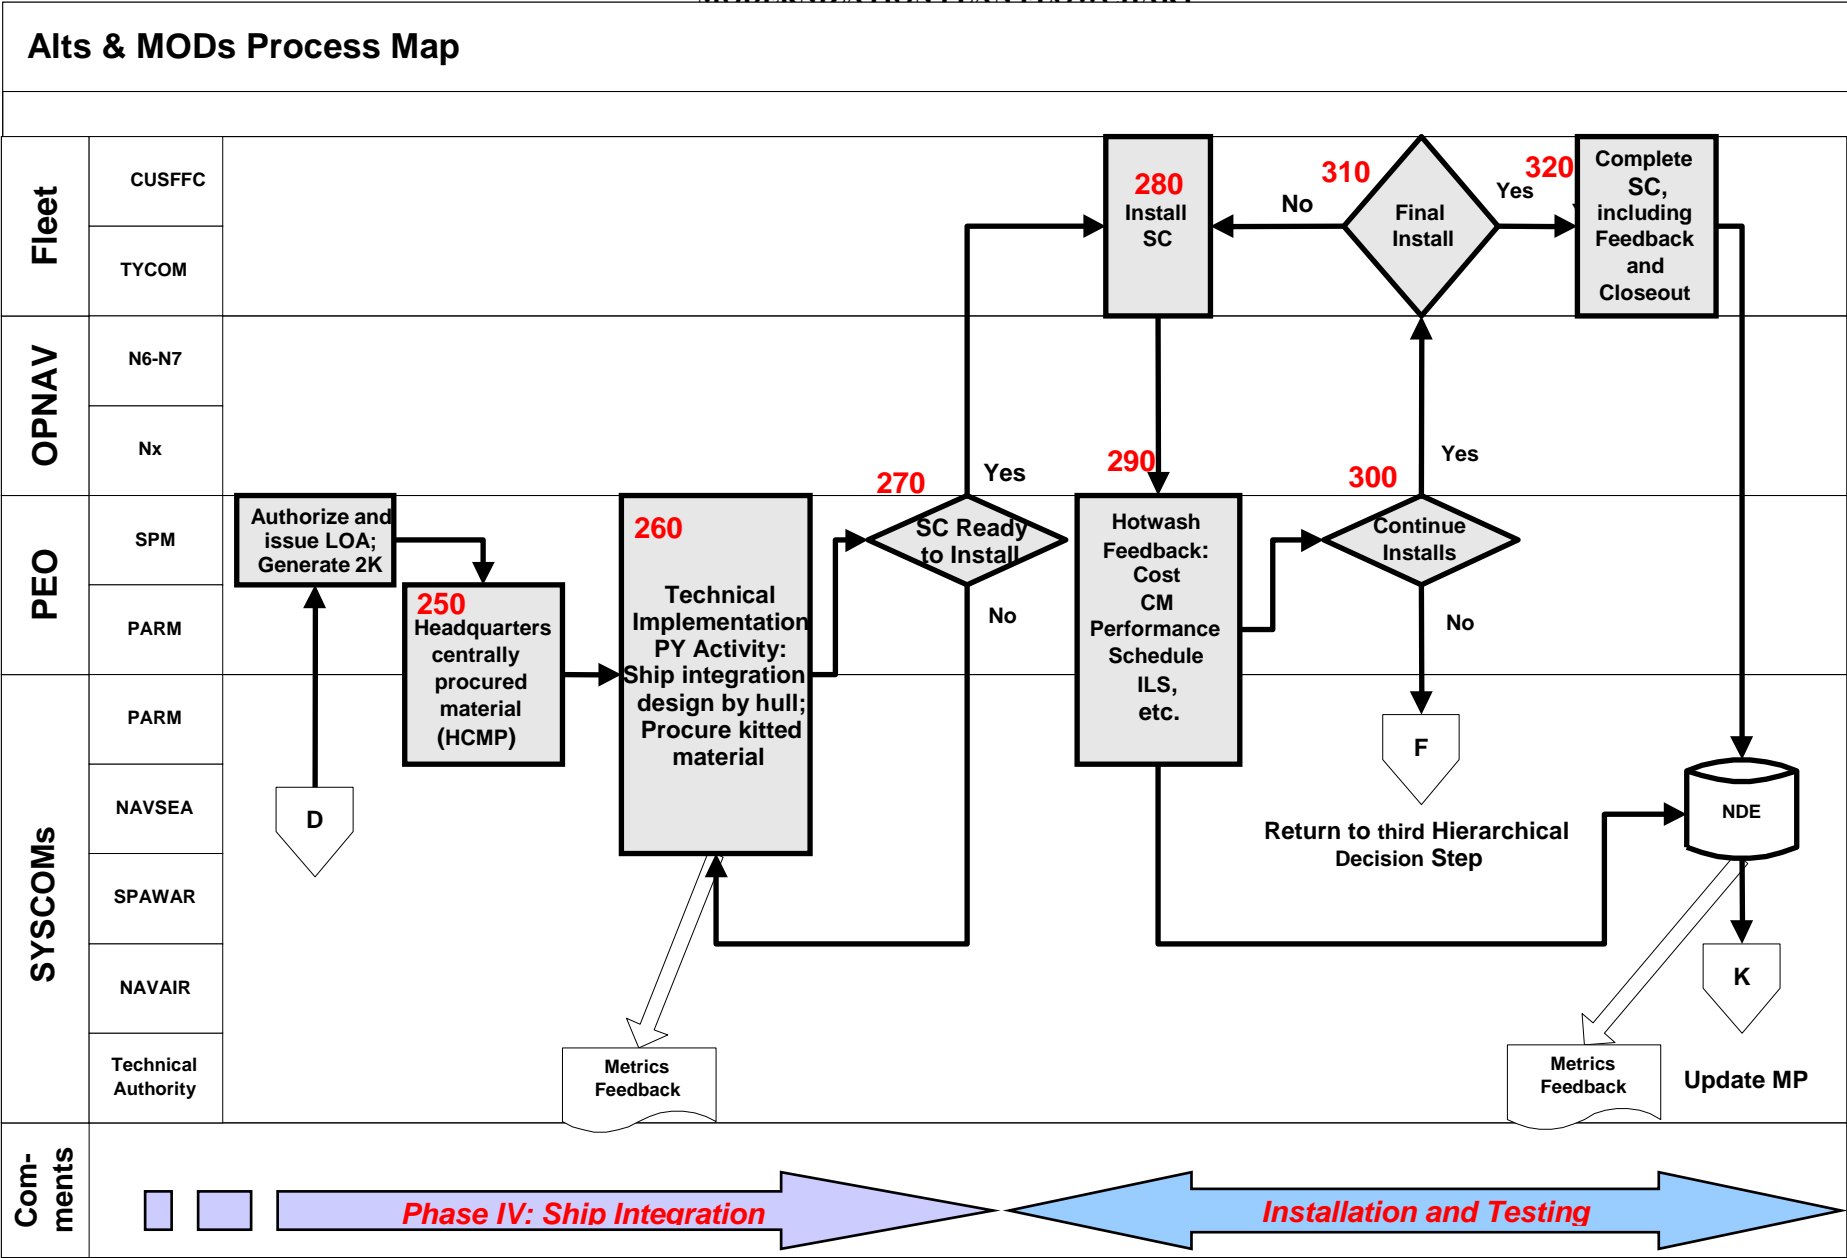 Alts & MODs Process Map
Fleet
CUSFFC
TYCOM
OPNAV
N6-N7
Nx
PEO
SPM
PARM
SYSCOMs
PARM
NAVSEA
SPAWAR
NAVAIR
Technical
Authority
Com-
ments
Authorize and
issue LOA;
Generate 2K
D
250
Headquarters
centrally
procured
material
(HCMP)
260
Technical
Implementation
PY Activity:
Ship integration
design by hull;
Procure kitted
material
Metrics
Feedback
270
SC Ready
to Install
Yes
No
280
Install
SC
290
Hotwash
Feedback:
Cost
CM
Performance
Schedule
ILS,
etc.
300
Continue
Installs
Yes
No
F
Return to third Hierarchical
Decision Step
310
Final
Install
No
Yes
320
Complete
SC,
including
Feedback
and
Closeout
NDE
K
Update MP
Metrics
Feedback
Phase IV: Ship Integration
Installation and Testing